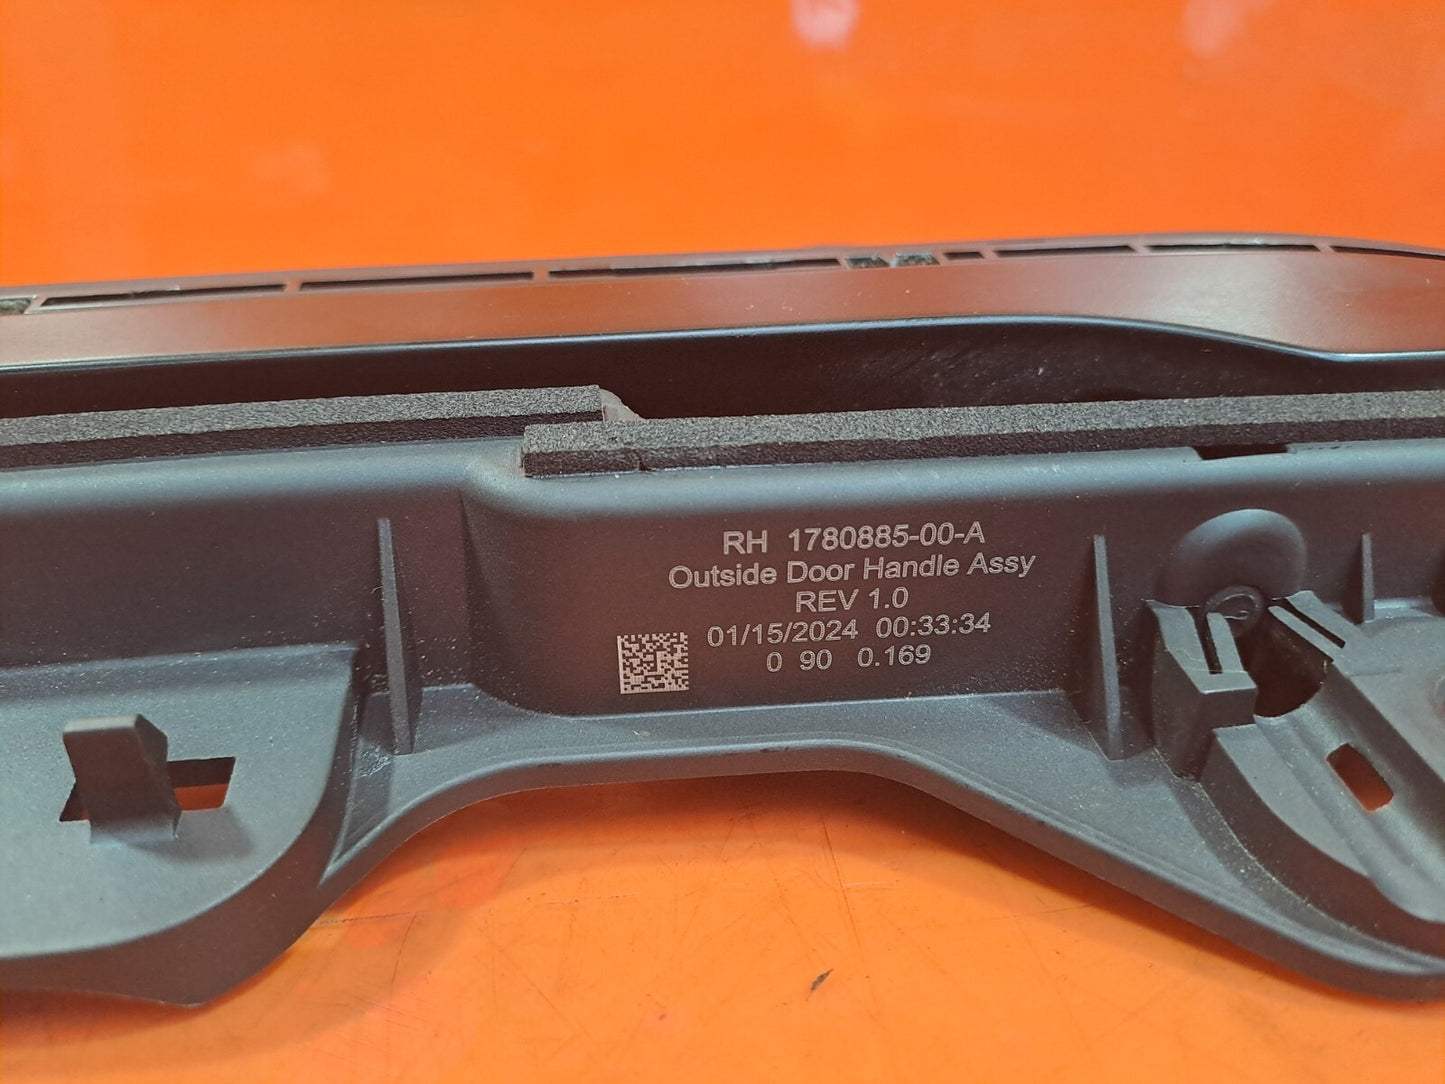 RH 1780885-00-A
Outside Door Handle Assy
REV 1.0
01/15/2024 00:33:34
0 90 0.169